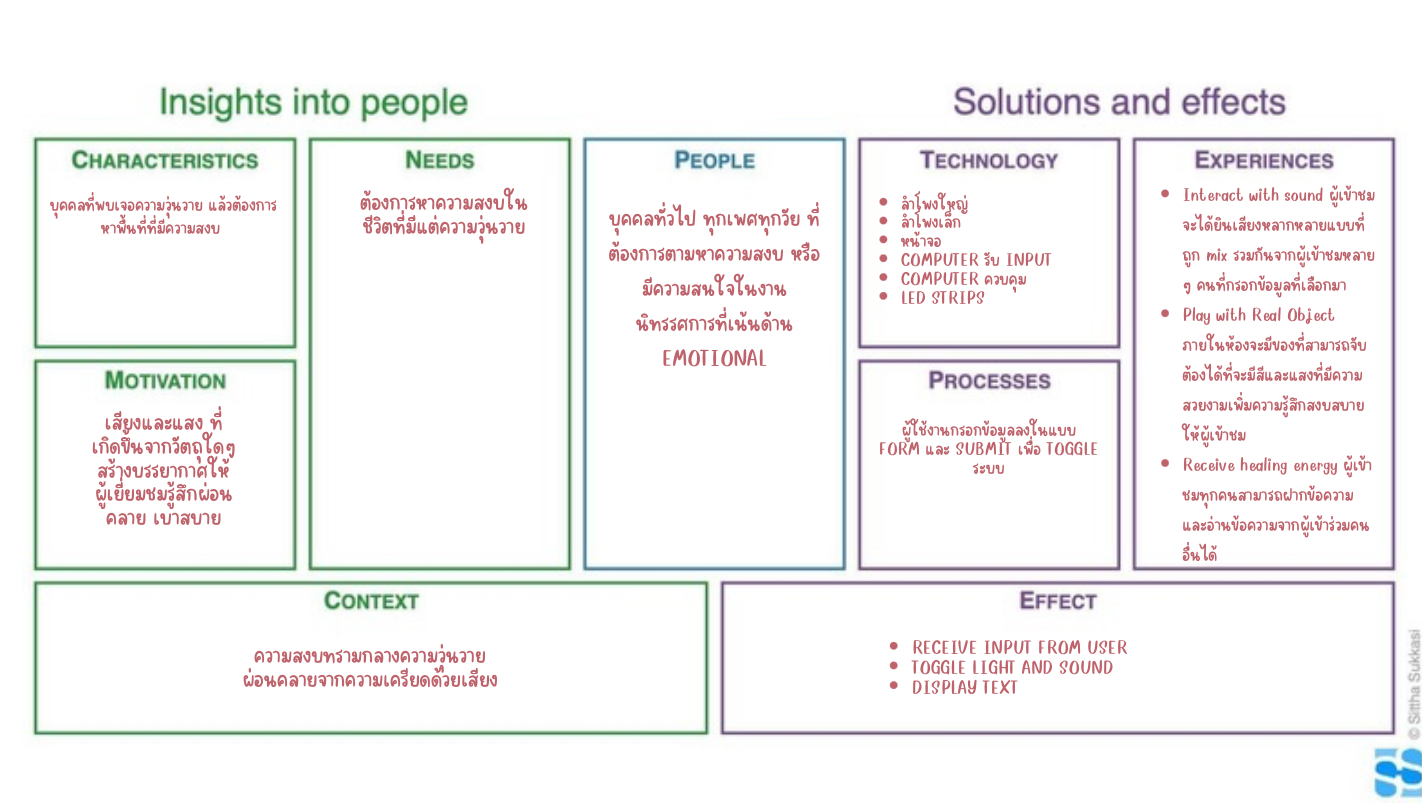 Insights into people
Solutions and effects
CHARACTERISTICS
บุคคลที่พบเจอความวุ่นวาย แล้วต้องการ
หาพื้นที่ที่มีความสงบ
NEEDS
ต้องการหาความสงบใน
ชีวิตที่มีแต่ความวุ่นวาย
PEOPLE
บุคคลทั่วไป ทุกเพศทุกวัย ที่
ต้องการตามหาความสงบ หรือ
มีความสนใจในงาน
นิทรรศการที่เน้นด้าน
EMOTIONAL
TECHNOLOGY
• ลำโพงใหญ่
• ลำโพงเล็ก
• หน้าจอ
• COMPUTER รับ INPUT
• COMPUTER ควบคุม
• LED STRIPS
EXPERIENCES
• Interact with sound ผู้เข้าชม
จะได้ยินเสียงหลากหลายแบบที่
ถูก mix รวมกันจากผู้เข้าชมหลาย
ๆ คนที่กรอกข้อมูลที่เลือกมา
• Play with Real Object
ภายในห้องจะมีของที่สามารถจับ
ต้องได้ที่จะมีสีและแสงที่มีความ
สวยงามเพิ่มความรู้สึกสงบสบาย
ให้ผู้เข้าชม
• Receive healing energy ผู้เข้า
ชมทุกคนสามารถฝากข้อความ
และอ่านข้อความจากผู้เข้าร่วมคน
อื่นได้
MOTIVATION
เสียงและแสง ที่
เกิดขึ้นจากวัตถุใดๆ
สร้างบรรยากาศให้
ผู้เยี่ยมชมรู้สึกผ่อน
คลาย เบาสบาย
PROCESSES
ผู้ใช้งานกรอกข้อมูลลงในแบบ
FORM และ SUBMIT เพื่อ TOGGLE
ระบบ
CONTEXT
ความสงบทรามกลางความวุ่นวาย
ผ่อนคลายจากความเครียดด้วยเสียง
EFFECT
• RECEIVE INPUT FROM USER
• TOGGLE LIGHT AND SOUND
• DISPLAY TEXT
© Sittha Sukkasi